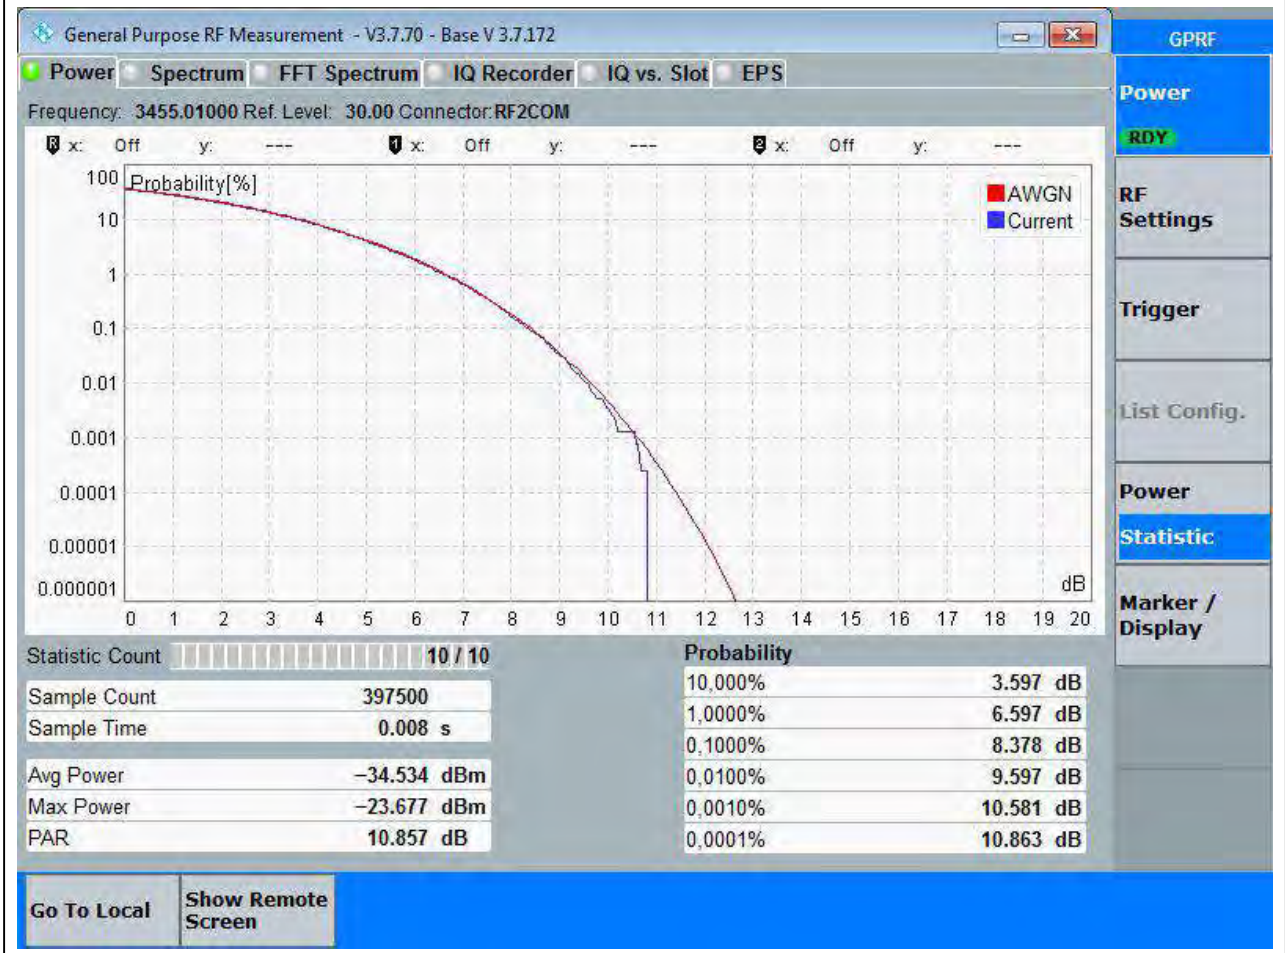 General Purpose RF Measurement - V3.7.70 - Base V 3.7.172
GPRF
Power Spectrum FFT Spectrum IQ Recorder IQ vs. Slot EPS
Frequency: 3455.01000 Ref. Level: 30.00 Connector: RF2COM
R x: Off y: --- 1 x: Off y: --- 2 x: Off y: ---
Probability[%]
AWGN
Current
100
10
1
0.1
0.01
0.001
0.0001
0.00001
0.000001
dB
0 1 2 3 4 5 6 7 8 9 10 11 12 13 14 15 16 17 18 19 20
Statistic Count 10 / 10
Sample Count 397500
Sample Time 0.008 s
Avg Power −34.534 dBm
Max Power −23.677 dBm
PAR 10.857 dB
Probability
10,000% 3.597 dB
1,0000% 6.597 dB
0,1000% 8.378 dB
0,0100% 9.597 dB
0,0010% 10.581 dB
0,0001% 10.863 dB
Power
RDY
RF
Settings
Trigger
List Config.
Power
Statistic
Marker /
Display
Go To Local
Show Remote
Screen